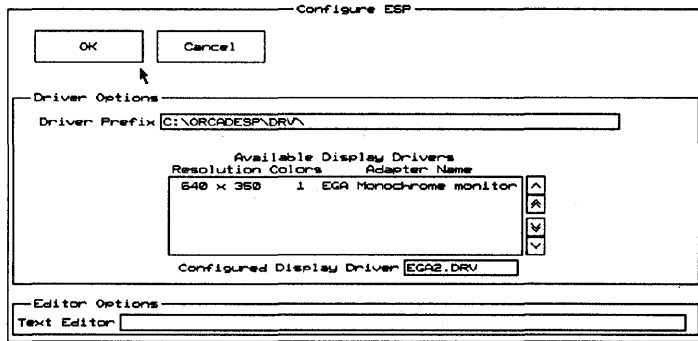 Configure ESP
OK Cancel
Driver Options
Driver Prefix C:\ORCADESP\DRV\
Available Display Drivers
Resolution Colors Adapter Name
640 x 350 1 EGA Monochrome monitor
Configured Display Driver EGA2.DRV
Editor Options
Text Editor